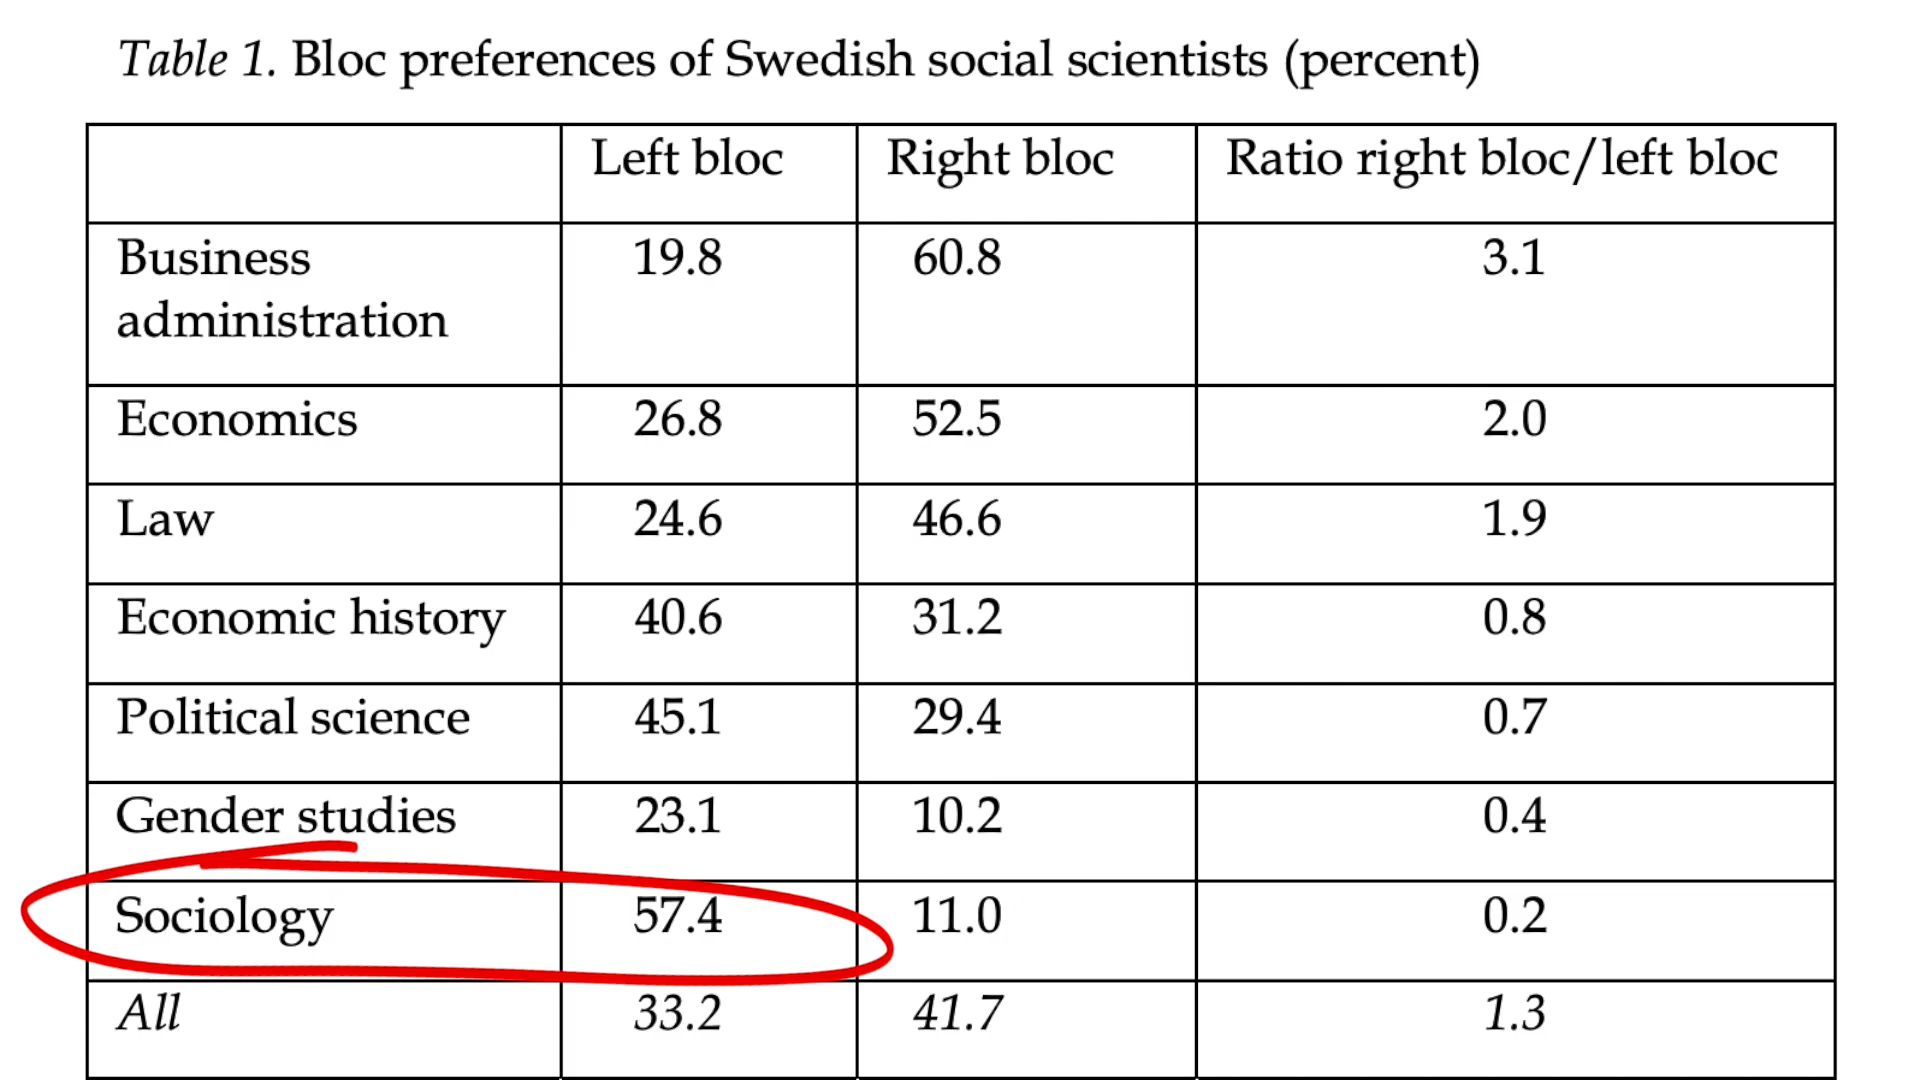 Table 1. Bloc preferences of Swedish social scientists (percent)
Left bloc Right bloc Ratio right bloc/left bloc
Business administration 19.8 60.8 3.1
Economics 26.8 52.5 2.0
Law 24.6 46.6 1.9
Economic history 40.6 31.2 0.8
Political science 45.1 29.4 0.7
Gender studies 23.1 10.2 0.4
Sociology 57.4 11.0 0.2
All 33.2 41.7 1.3